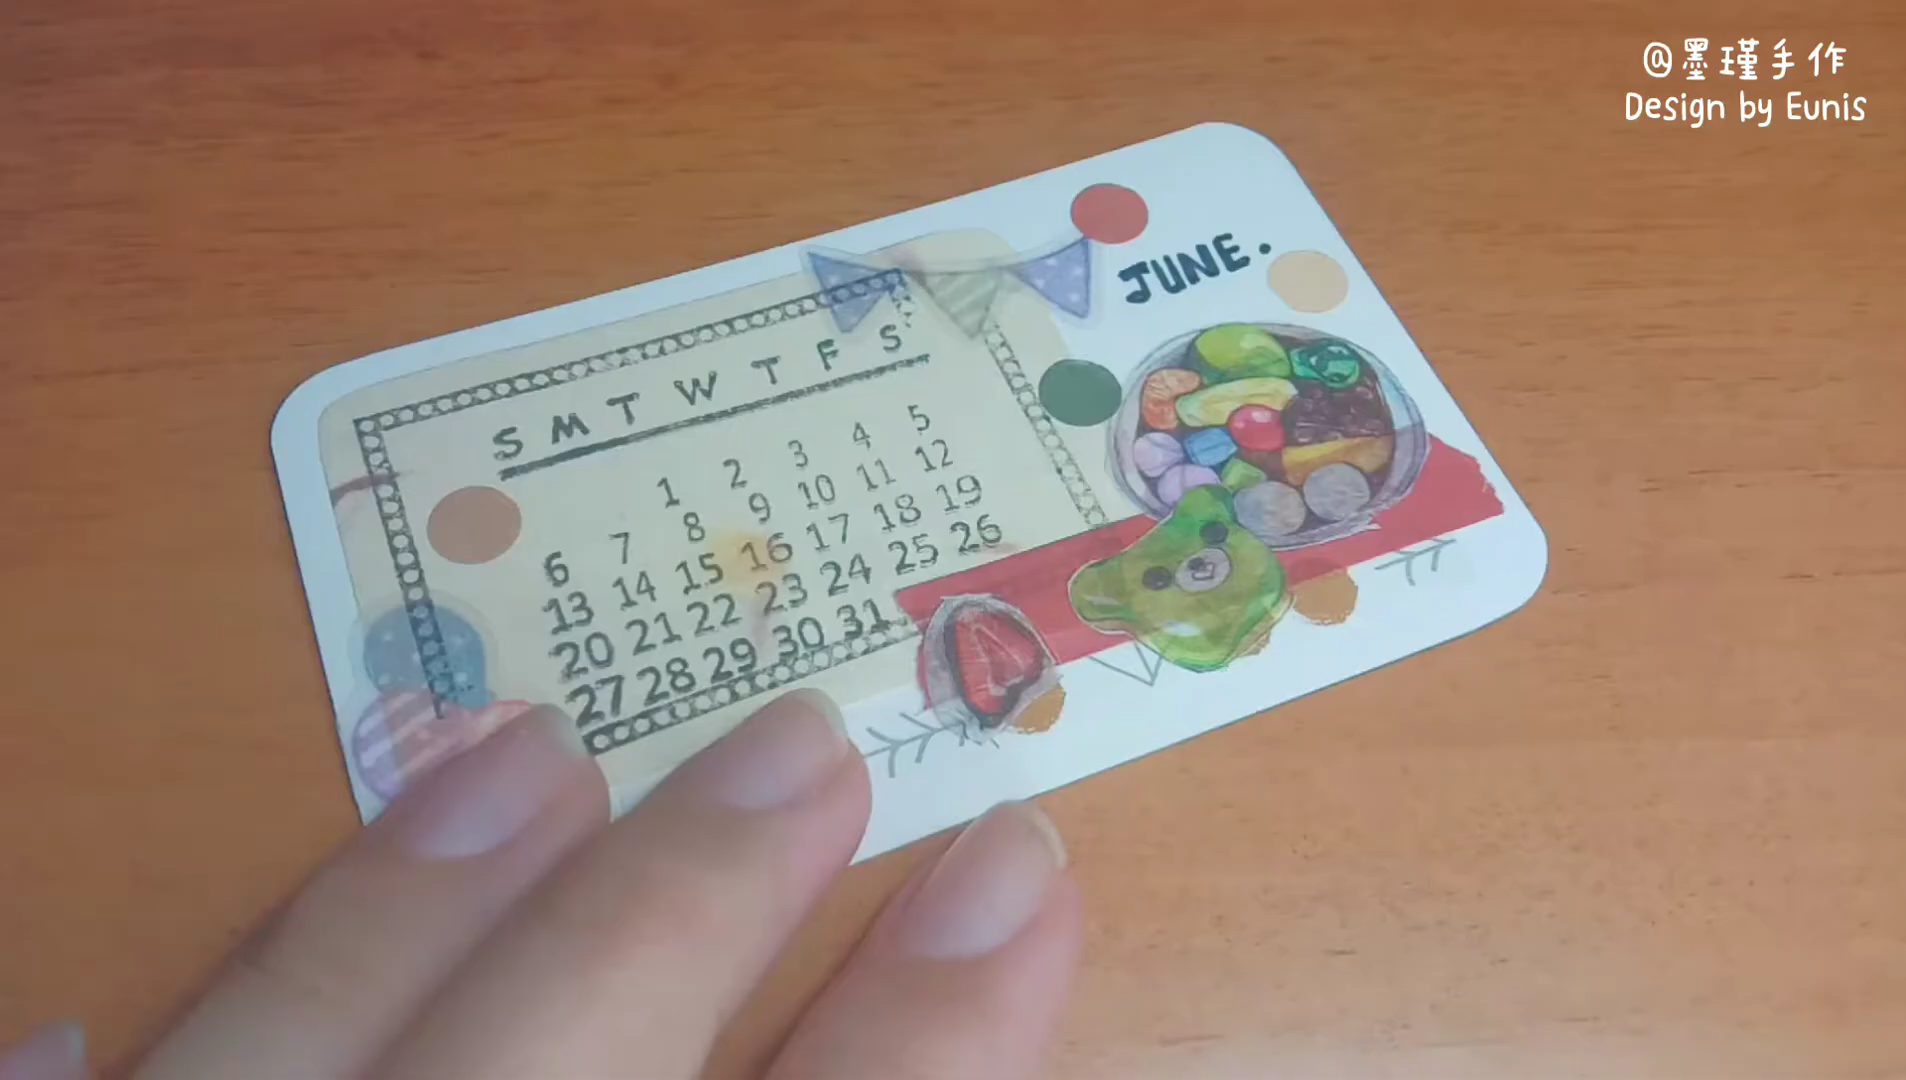 @墨瑾手作
Design by Eunis
JUNE.
S M T W T F S
1 2 3 4 5
6 7 8 9 10 11 12
13 14 15 16 17 18 19
20 21 22 23 24 25 26
27 28 29 30 31